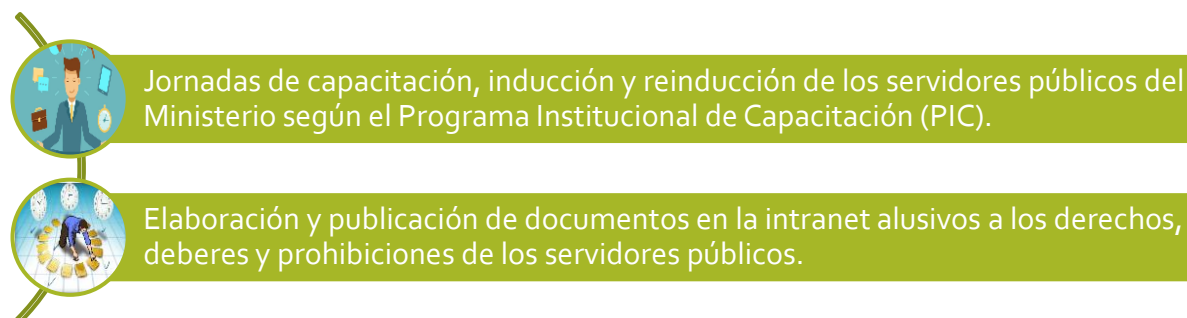 Jornadas de capacitación, inducción y reinducción de los servidores públicos del
Ministerio según el Programa Institucional de Capacitación (PIC).
Elaboración y publicación de documentos en la intranet alusivos a los derechos,
deberes y prohibiciones de los servidores públicos.